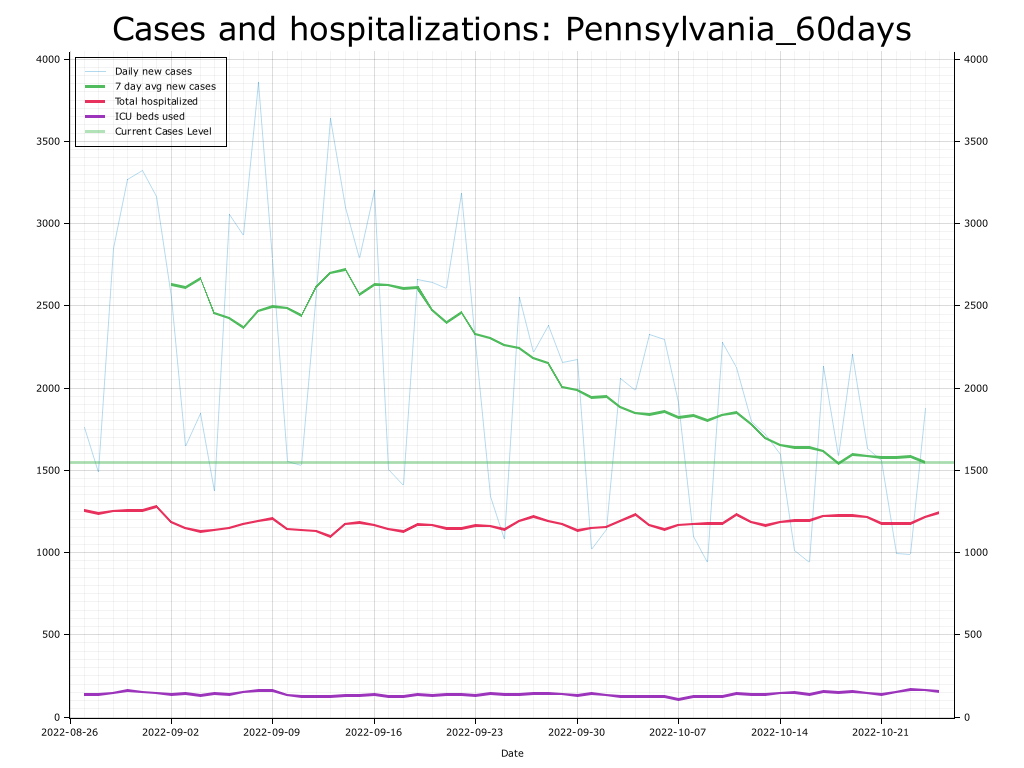 Cases and hospitalizations: Pennsylvania_60days
4000 4000
Daily new cases
7 day avg new cases
Total hospitalized
ICU beds used
Current Cases Level
3500 3500
3000 3000
2500 2500
2000 2000
1500 1500
1000 1000
500 500
0 0
2022-08-26 2022-09-02 2022-09-09 2022-09-16 2022-09-23 2022-09-30 2022-10-07 2022-10-14 2022-10-21
Date